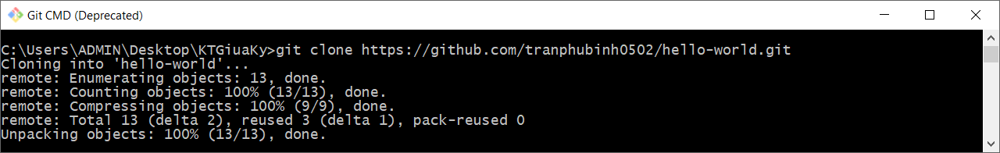 Git CMD (Deprecated)
C:\Users\ADMIN\Desktop\KTGiuaKy>git clone https://github.com/tranphubinh0502/hello-world.git
Cloning into 'hello-world'...
remote: Enumerating objects: 13, done.
remote: Counting objects: 100% (13/13), done.
remote: Compressing objects: 100% (9/9), done.
remote: Total 13 (delta 2), reused 3 (delta 1), pack-reused 0
Unpacking objects: 100% (13/13), done.